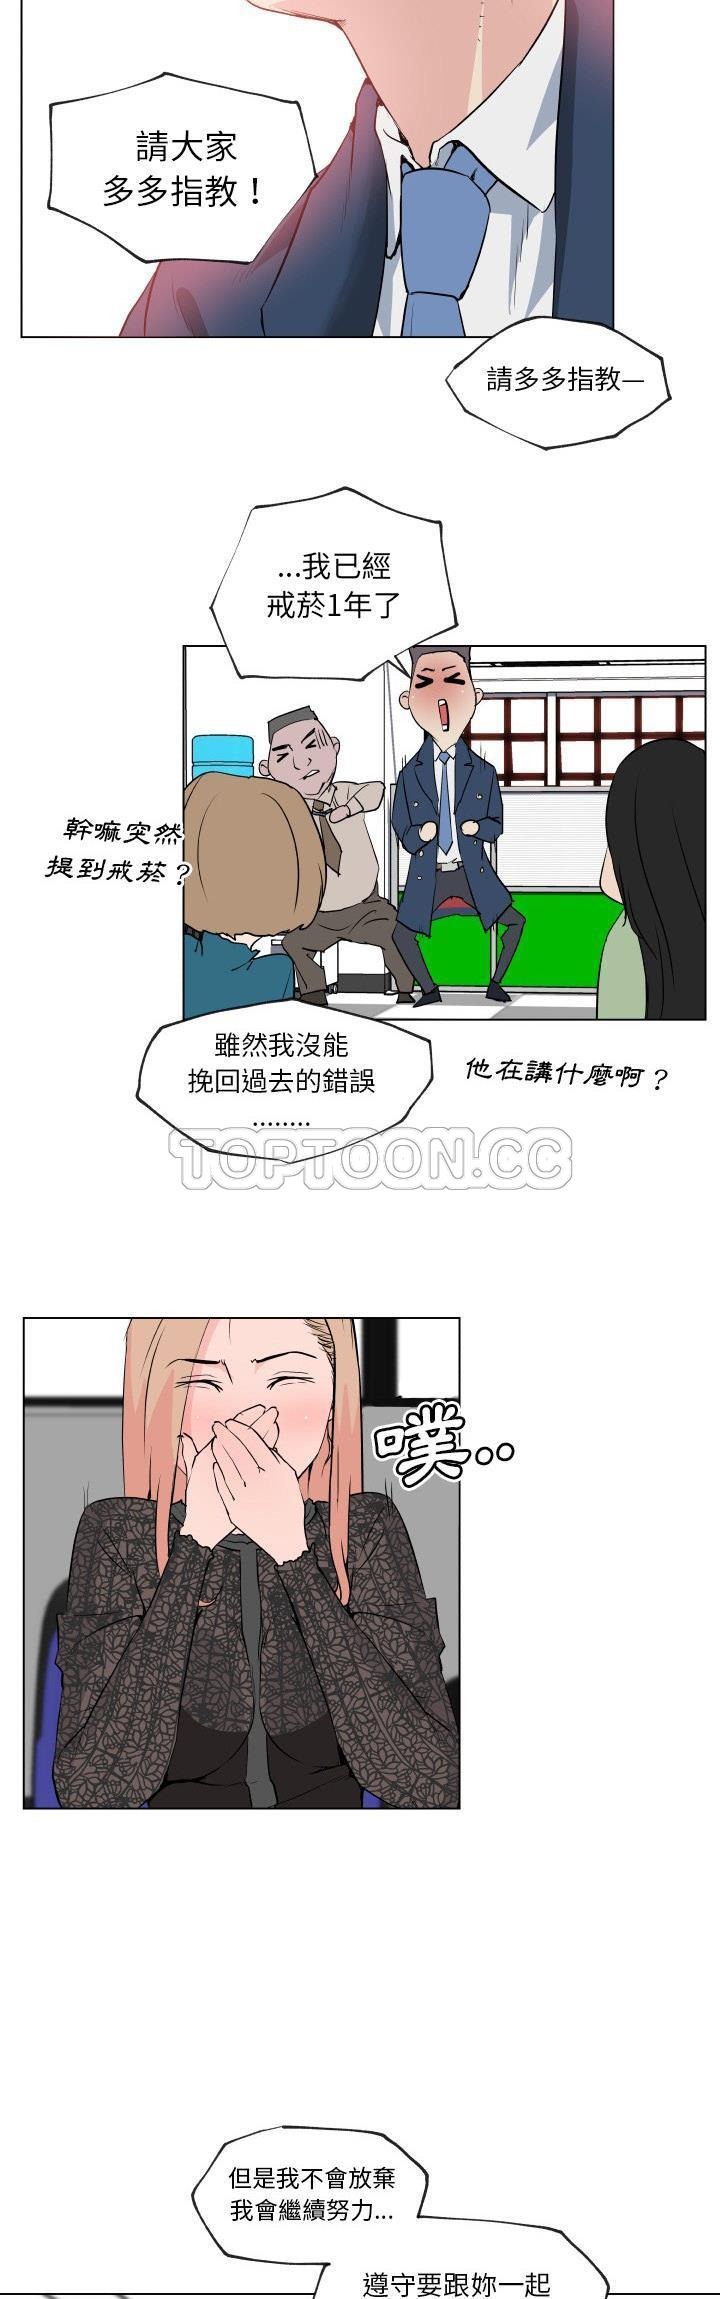 請大家
多多指教！
請多多指教—
...我已經
戒菸1年了
幹嘛突然
提到戒菸？
雖然我沒能
挽回過去的錯誤
........
他在講什麼啊？
TOPTOON.CC
噗..
但是我不會放棄
我會繼續努力...
遵守要跟妳一起